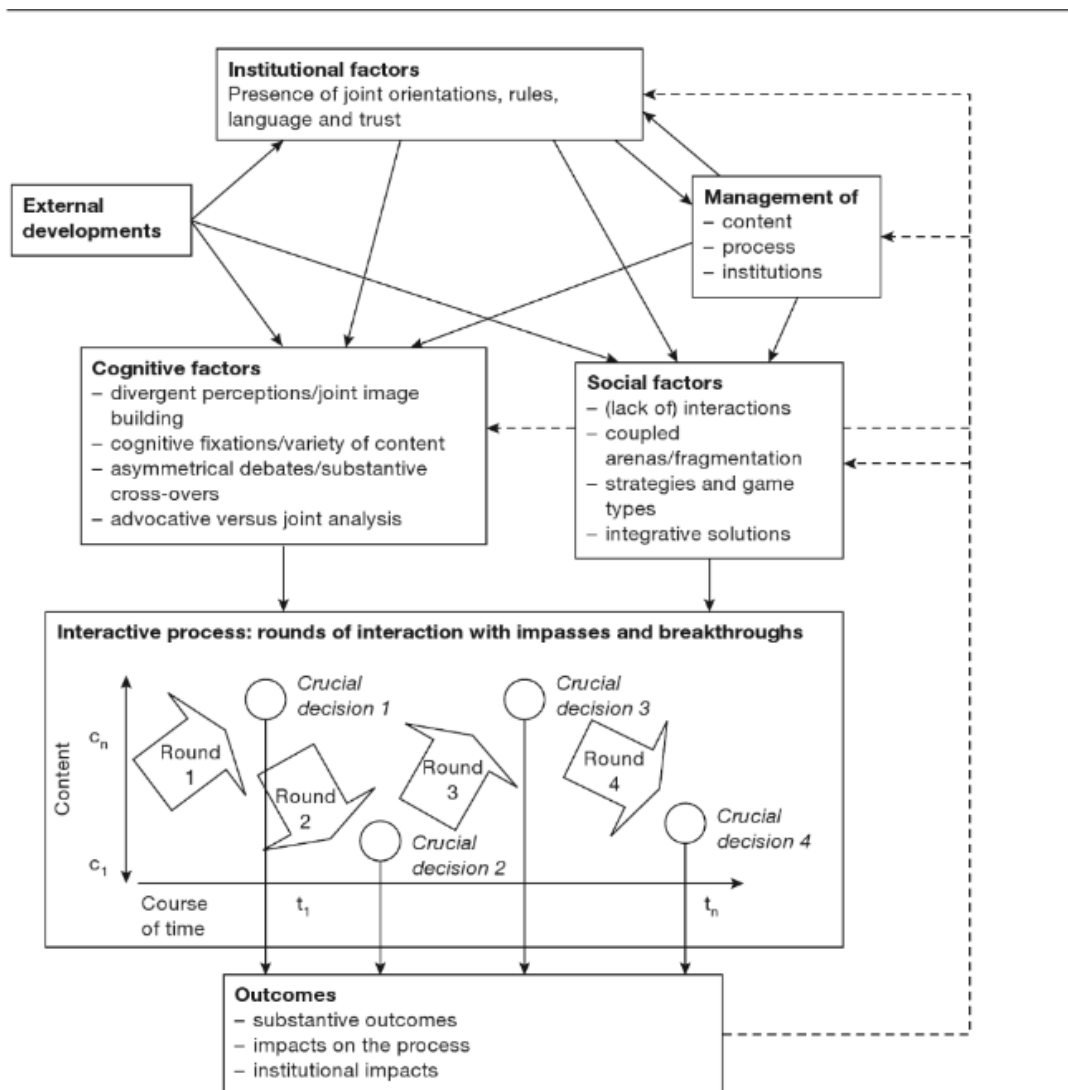 Institutional factors
Presence of joint orientations, rules,
language and trust
External
developments
Management of
– content
– process
– institutions
Cognitive factors
– divergent perceptions/joint image
building
– cognitive fixations/variety of content
– asymmetrical debates/substantive
cross-overs
– advocative versus joint analysis
Social factors
– (lack of) interactions
– coupled
arenas/fragmentation
– strategies and game
types
– integrative solutions
Interactive process: rounds of interaction with impasses and breakthroughs
Content
cn
c1
Round
1
Crucial
decision 1
Round
2
Crucial
decision 2
Round
3
Crucial
decision 3
Round
4
Crucial
decision 4
Course
of time
t1
tn
Outcomes
– substantive outcomes
– impacts on the process
– institutional impacts